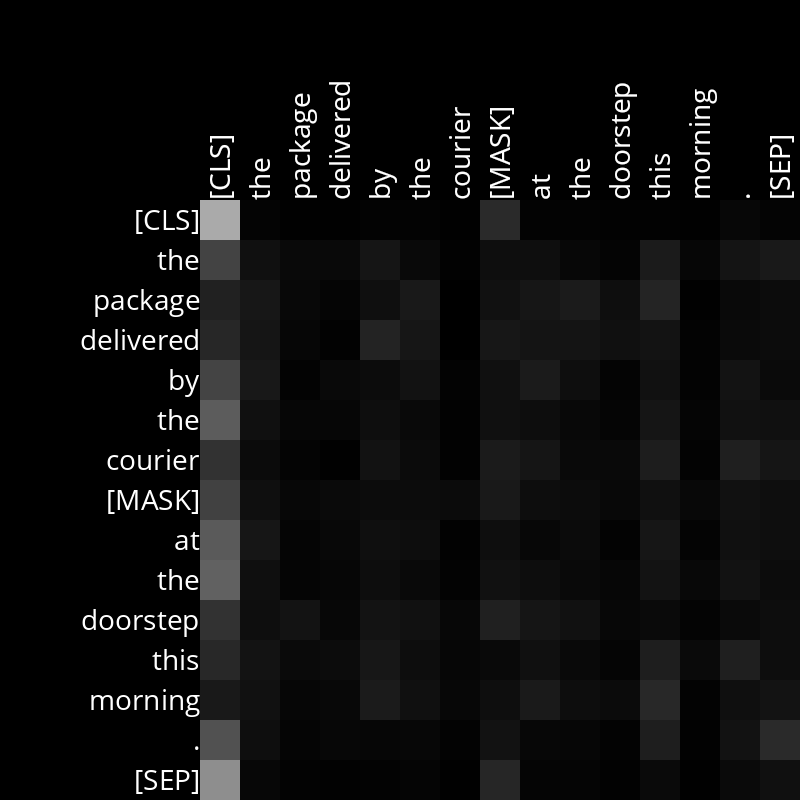 [CLS] the package delivered by the courier [MASK] at the doorstep this morning . [SEP]
[CLS]
the
package
delivered
by
the
courier
[MASK]
at
the
doorstep
this
morning
.
[SEP]